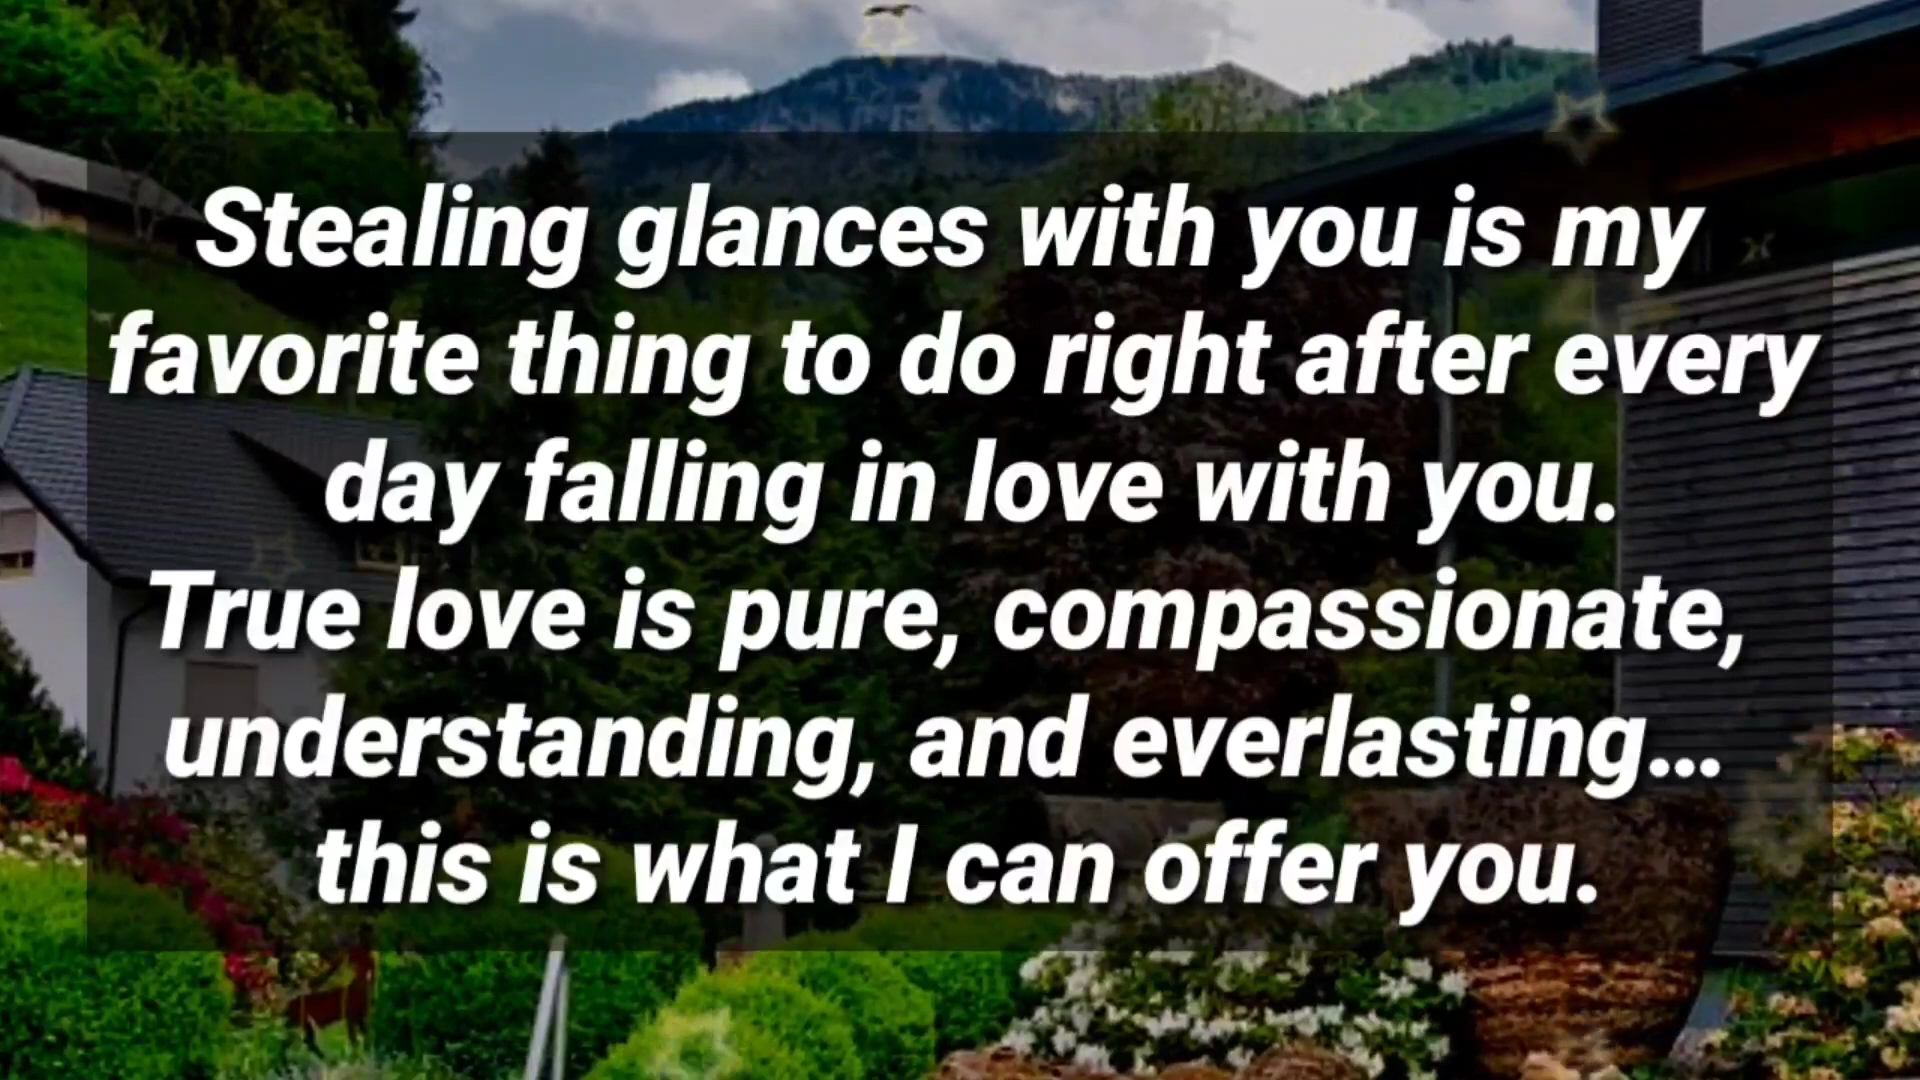 Stealing glances with you is my
favorite thing to do right after every
day falling in love with you.
True love is pure, compassionate,
understanding, and everlasting...
this is what I can offer you.